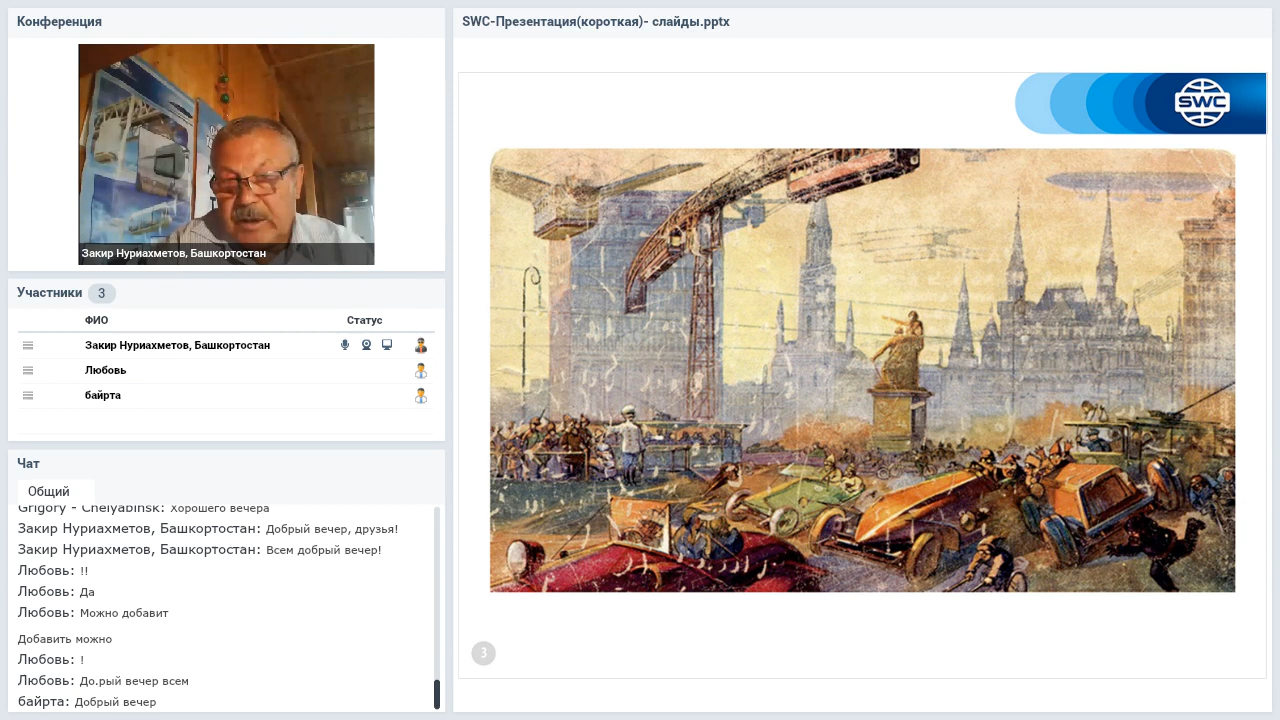 Конференция
Закир Нуриахметов, Башкортостан
Участники 3
ФИО Статус
Закир Нуриахметов, Башкортостан
Любовь
байрта
Чат
Общий
Grigory - Chelyabinsk: Хорошего вечера
Закир Нуриахметов, Башкортостан: Добрый вечер, друзья!
Закир Нуриахметов, Башкортостан: Всем добрый вечер!
Любовь: !!
Любовь: Да
Любовь: Можно добавит
Добавить можно
Любовь: !
Любовь: До.рый вечер всем
байрта: Добрый вечер
SWC-Презентация(короткая)- слайды.pptx
SWC
3